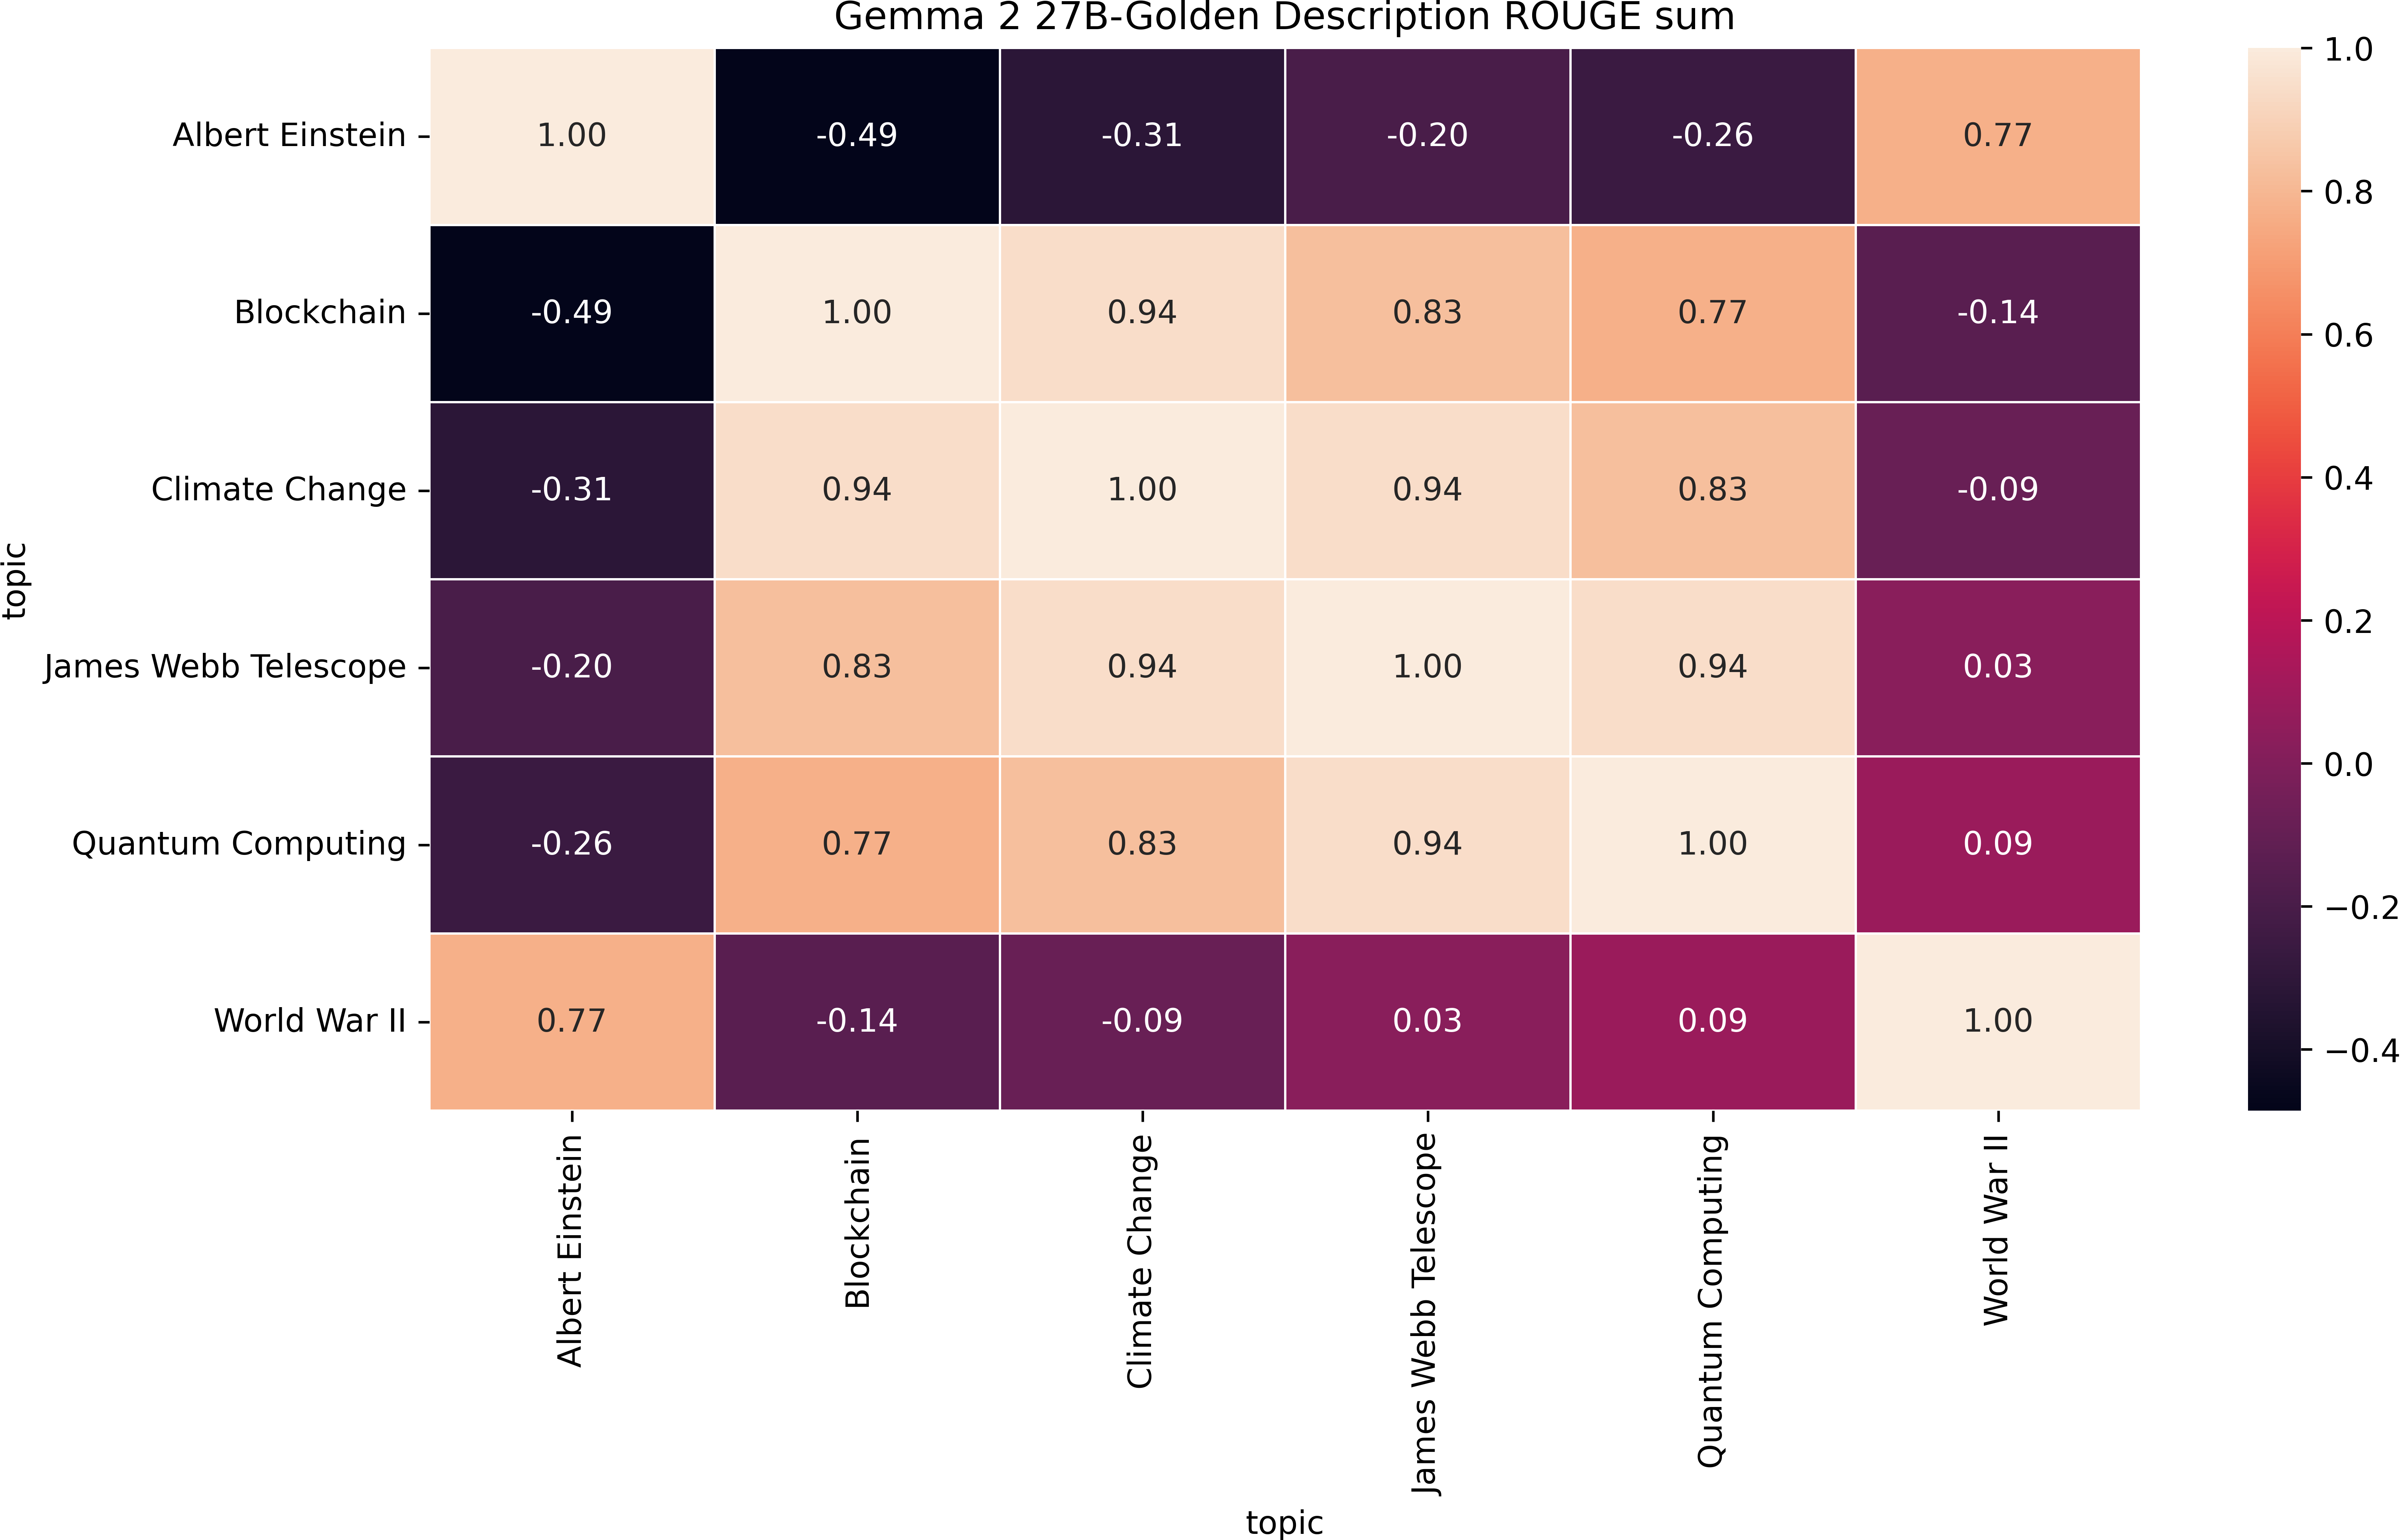 Gemma 2 27B-Golden Description ROUGE sum
topic
Albert Einstein 1.00 -0.49 -0.31 -0.20 -0.26 0.77
Blockchain -0.49 1.00 0.94 0.83 0.77 -0.14
Climate Change -0.31 0.94 1.00 0.94 0.83 -0.09
James Webb Telescope -0.20 0.83 0.94 1.00 0.94 0.03
Quantum Computing -0.26 0.77 0.83 0.94 1.00 0.09
World War II 0.77 -0.14 -0.09 0.03 0.09 1.00
Albert Einstein
Blockchain
Climate Change
James Webb Telescope
Quantum Computing
World War II
topic
1.0
0.8
0.6
0.4
0.2
0.0
−0.2
−0.4